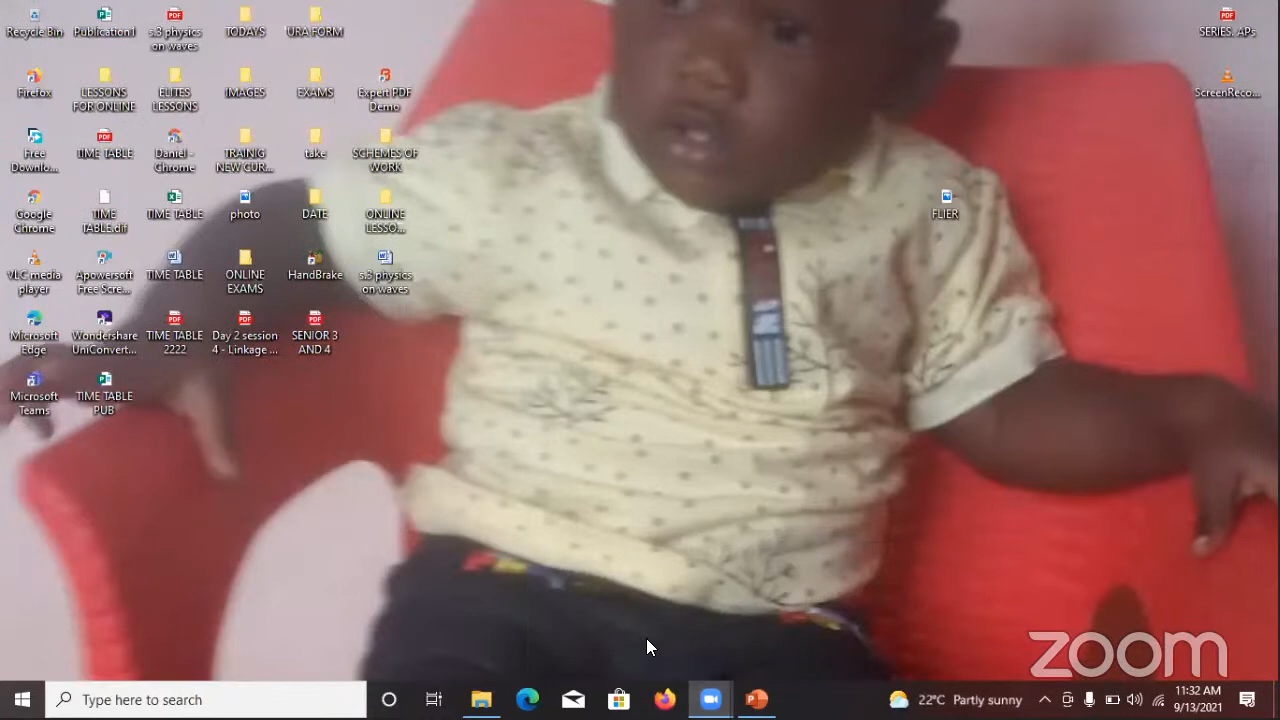 Recycle Bin
Publication1
s.3 physics
on waves
TODAYS
URA FORM
SERIES. APs
Firefox
LESSONS
FOR ONLINE
ELITES
LESSONS
IMAGES
EXAMS
Expert PDF
Demo
ScreenReco...
Free
Downlo...
TIME TABLE
Daniel -
Chrome
TRAINIG
NEW CUR...
take
SCHEMES OF
WORK
Google
Chrome
TIME
TABLE.dif
TIME TABLE
photo
DATE
ONLINE
LESSO...
FLIER
VLC media
player
Apowersoft
Free Scre...
TIME TABLE
ONLINE
EXAMS
HandBrake
s.3 physics
on waves
Microsoft
Edge
Wondershare
UniConvert...
TIME TABLE
2222
Day 2 session
4 - Linkage ...
SENIOR 3
AND 4
Microsoft
Teams
TIME TABLE
PUB
zoom
Type here to search
22°C Partly sunny
11:32 AM
9/13/2021